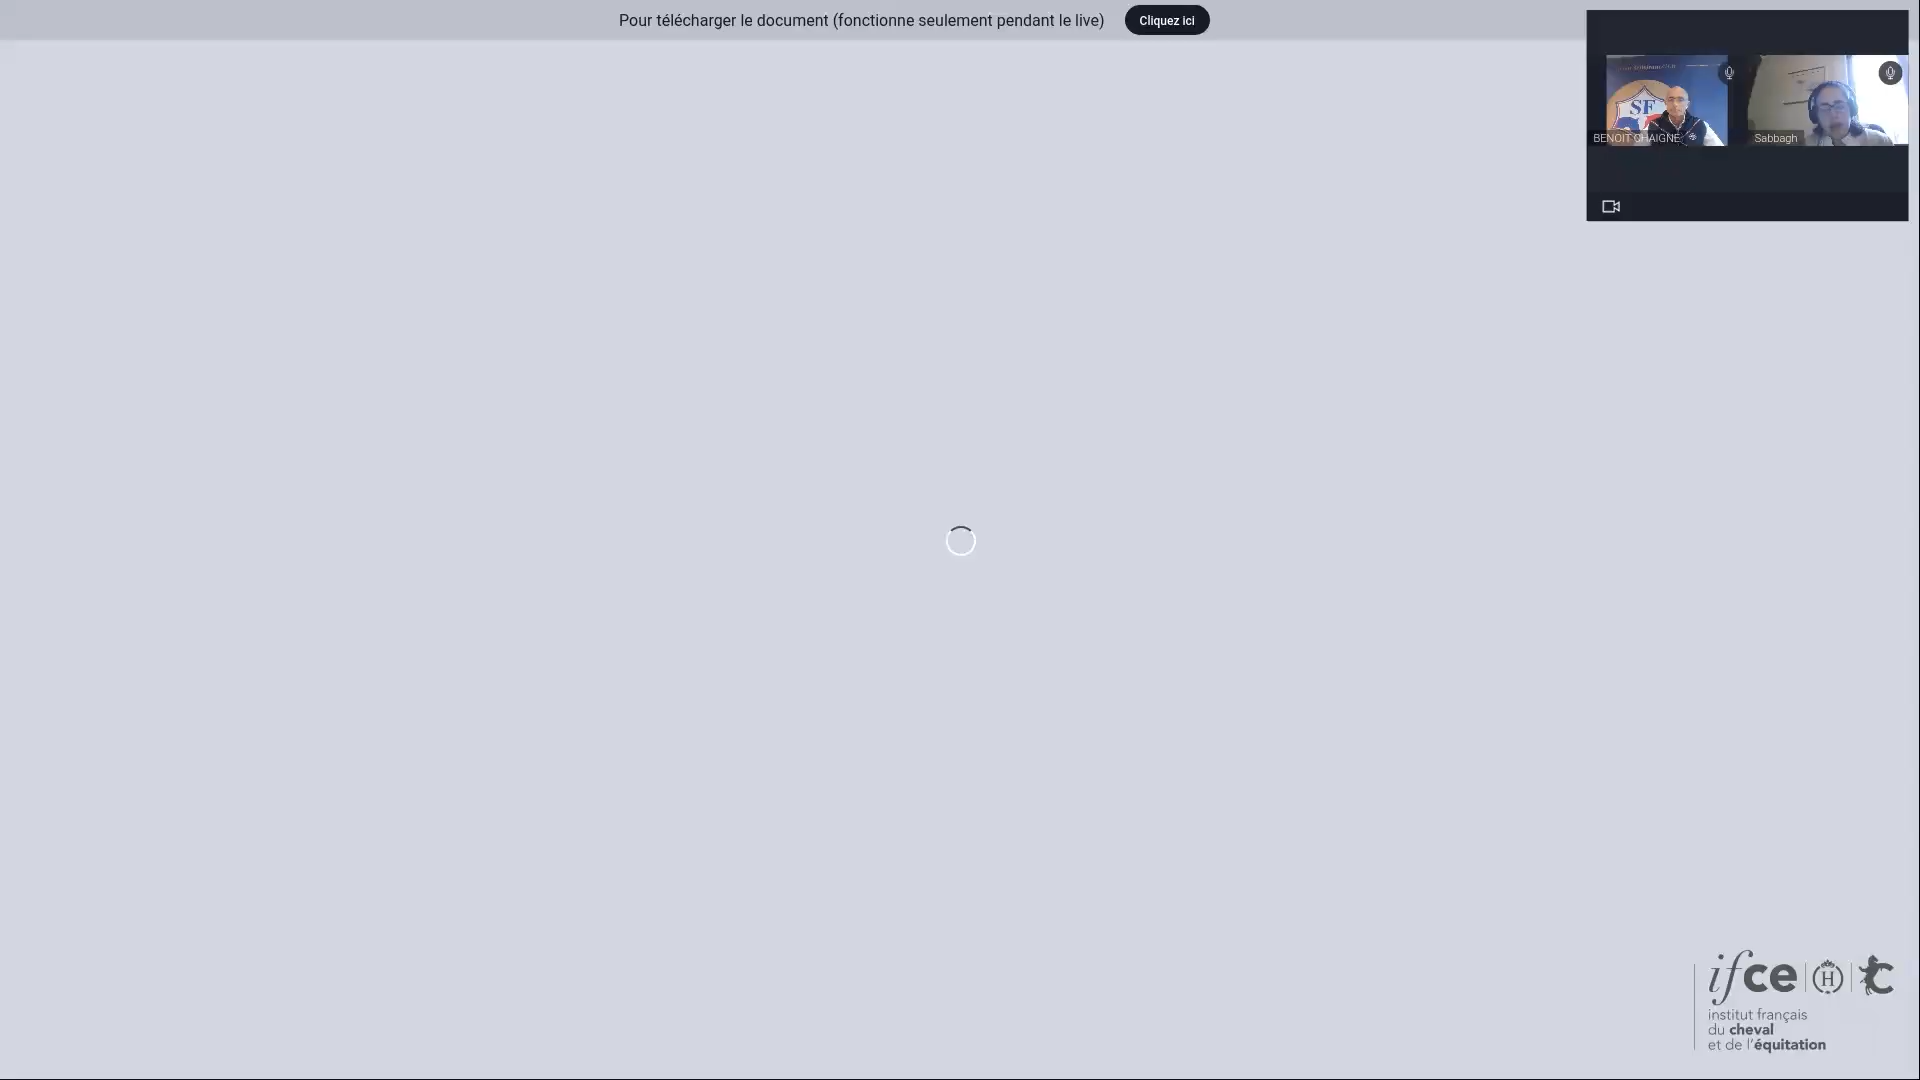 Pour télécharger le document (fonctionne seulement pendant le live)
Cliquez ici
SF
BENOIT CHAIGNE
Sabbagh
ifce
H
institut français
du cheval
et de l'équitation